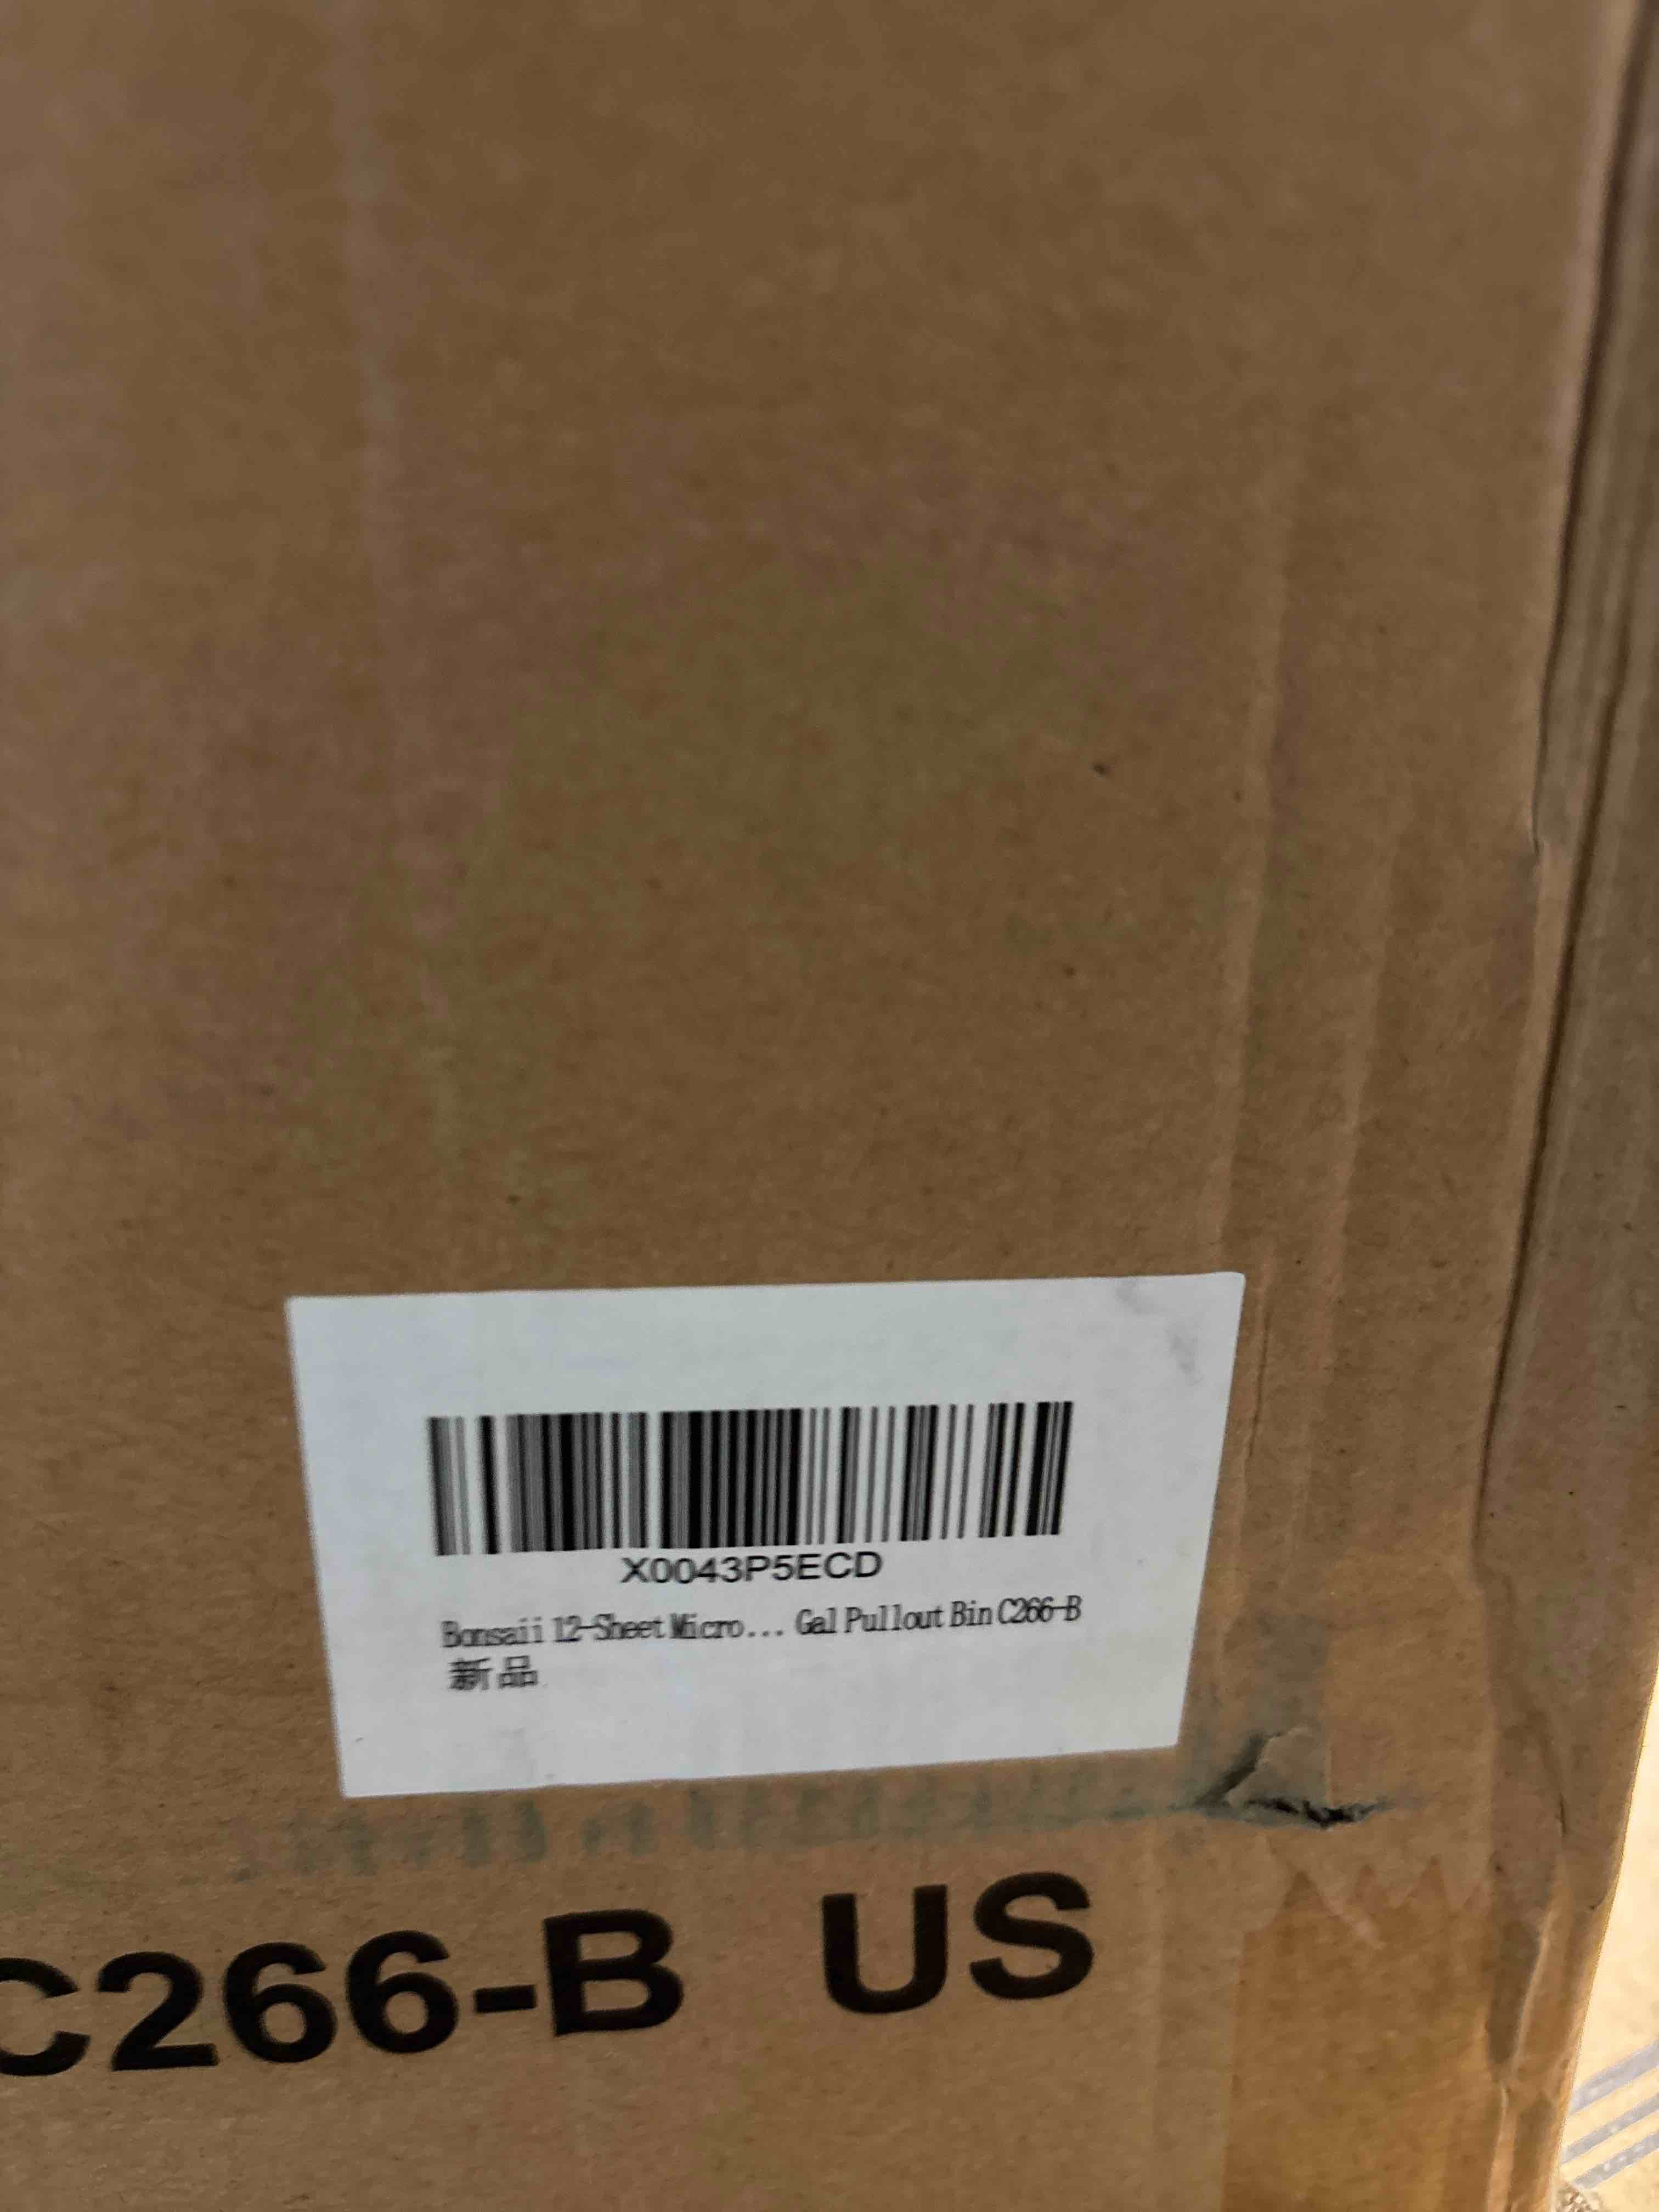 X0043P5ECD
Bonsaii 12-Sheet Micro... Gal Pullout Bin C266-B
新品
C266-B US